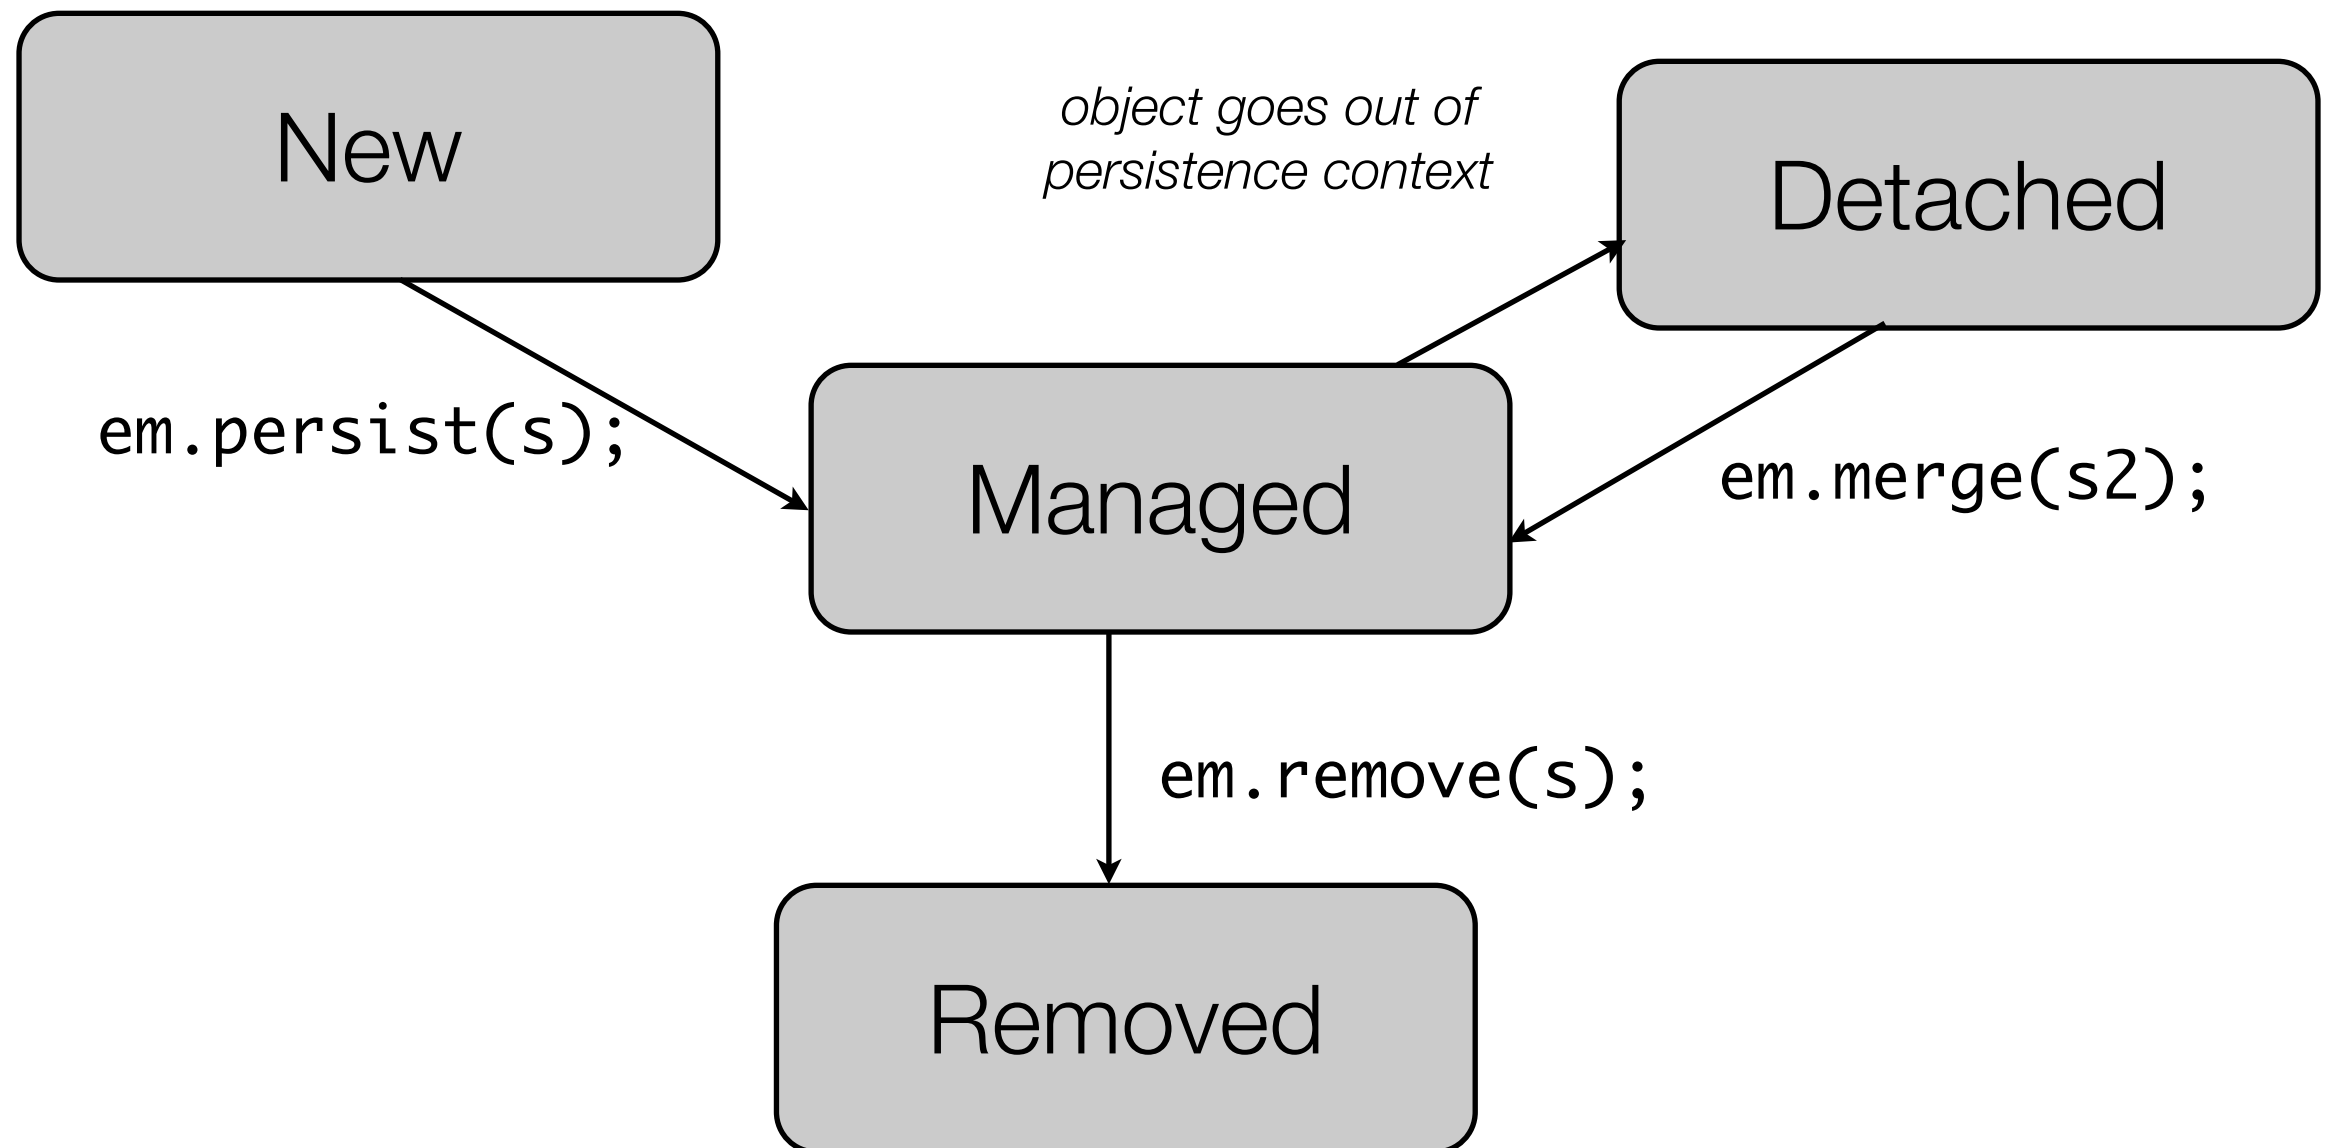 New
object goes out of
persistence context
Detached
em.persist(s);
Managed
em.merge(s2);
em.remove(s);
Removed